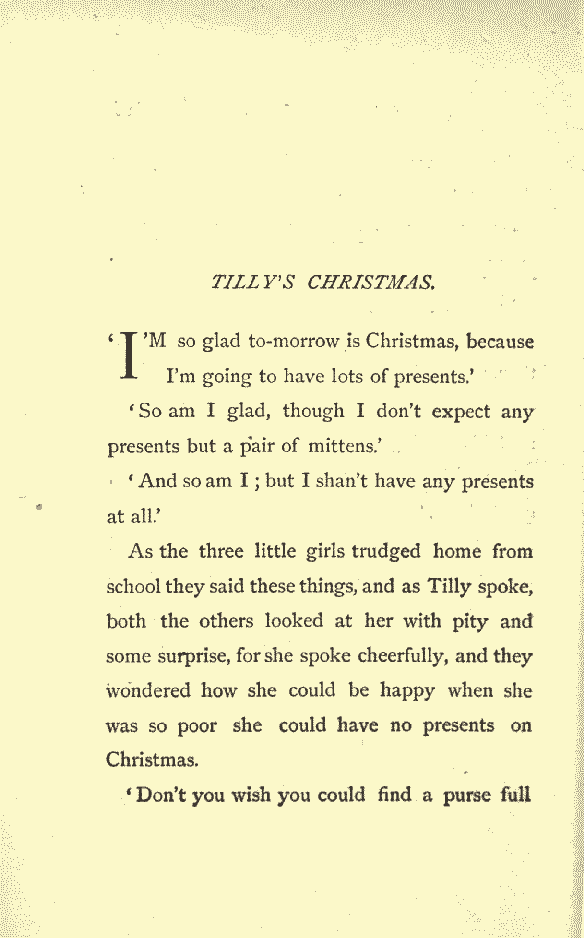 TILLY'S CHRISTMAS.
'I'M so glad to-morrow is Christmas, because
I'm going to have lots of presents.'
'So am I glad, though I don't expect any
presents but a pair of mittens.'
'And so am I; but I shan't have any presents
at all.'
As the three little girls trudged home from
school they said these things, and as Tilly spoke,
both the others looked at her with pity and
some surprise, for she spoke cheerfully, and they
wondered how she could be happy when she
was so poor she could have no presents on
Christmas.
'Don't you wish you could find a purse full